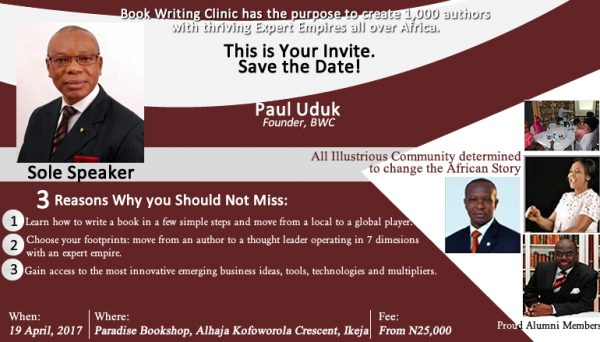 Book Writing Clinic has the purpose to create 1,000 authors
with thriving Expert Empires all over Africa.
This is Your Invite.
Save the Date!
Paul Uduk
Founder, BWC
Sole Speaker
All Illustrious Community determined
to change the African Story
3 Reasons Why you Should Not Miss:
1 Learn how to write a book in a few simple steps and move from a local to a global player.
2 Choose your footprints: move from an author to a thought leader operating in 7 dimesions
with an expert empire.
3 Gain access to the most innovative emerging business ideas, tools, technologies and multipliers.
Proud Alumni Members
When: Where: Fee:
19 April, 2017 Paradise Bookshop, Alhaja Kofoworola Crescent, Ikeja From N25,000